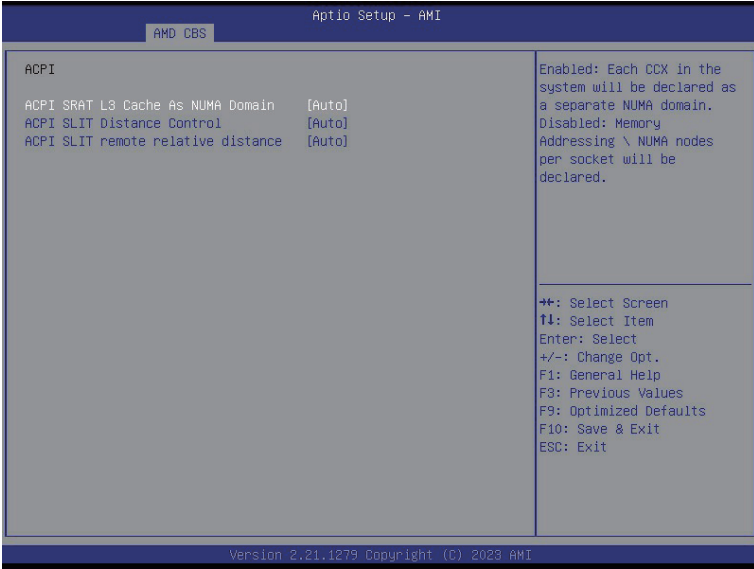 Aptio Setup – AMI
AMD CBS
ACPI
ACPI SRAT L3 Cache As NUMA Domain [Auto]
ACPI SLIT Distance Control [Auto]
ACPI SLIT remote relative distance [Auto]
Enabled: Each CCX in the
system will be declared as
a separate NUMA domain.
Disabled: Memory
Addressing \ NUMA nodes
per socket will be
declared.
→←: Select Screen
↑↓: Select Item
Enter: Select
+/-: Change Opt.
F1: General Help
F3: Previous Values
F9: Optimized Defaults
F10: Save & Exit
ESC: Exit
Version 2.21.1279 Copyright (C) 2023 AMI